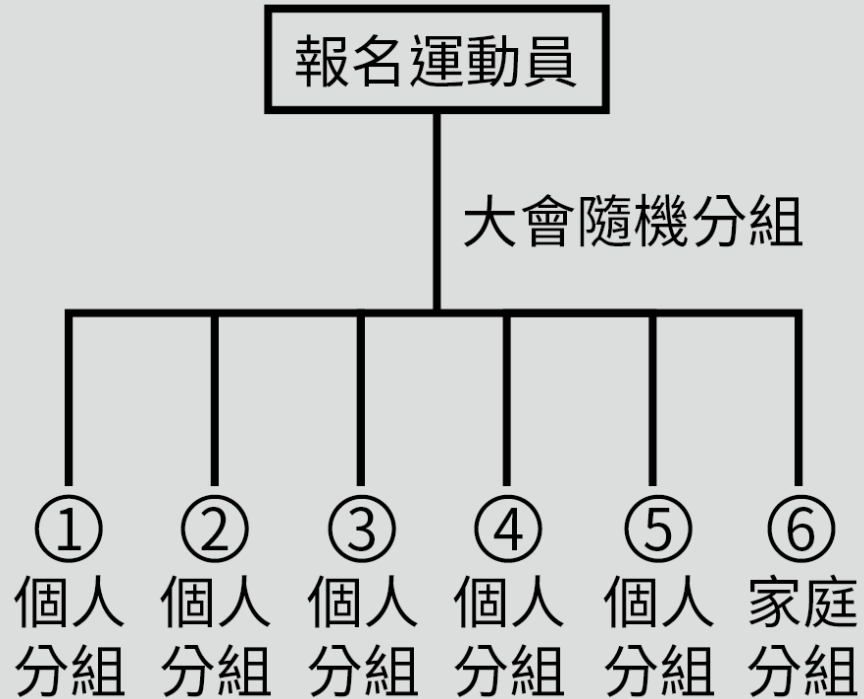 報名運動員
大會隨機分組
① ② ③ ④ ⑤ ⑥
個人 個人 個人 個人 個人 家庭
分組 分組 分組 分組 分組 分組